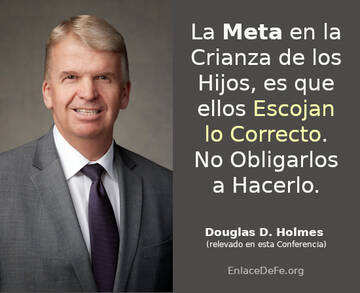 La Meta en la
Crianza de los
Hijos, es que
ellos Escojan
lo Correcto.
No Obligarlos
a Hacerlo.
Douglas D. Holmes
(relevado en esta Conferencia)
EnlaceDeFe.org